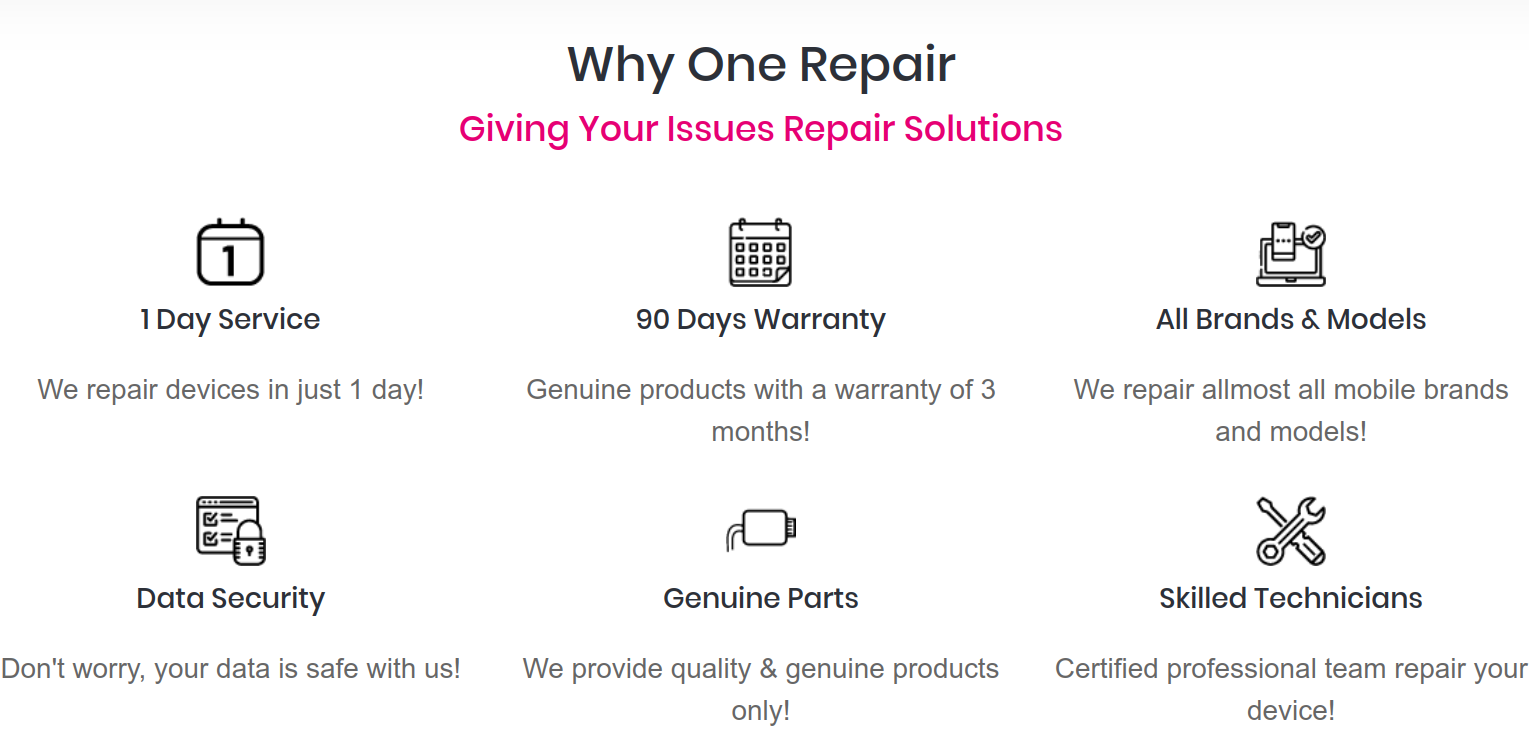 Why One Repair
Giving Your Issues Repair Solutions
1
1 Day Service
We repair devices in just 1 day!
90 Days Warranty
Genuine products with a warranty of 3
months!
All Brands & Models
We repair allmost all mobile brands
and models!
Data Security
Don't worry, your data is safe with us!
Genuine Parts
We provide quality & genuine products
only!
Skilled Technicians
Certified professional team repair your
device!